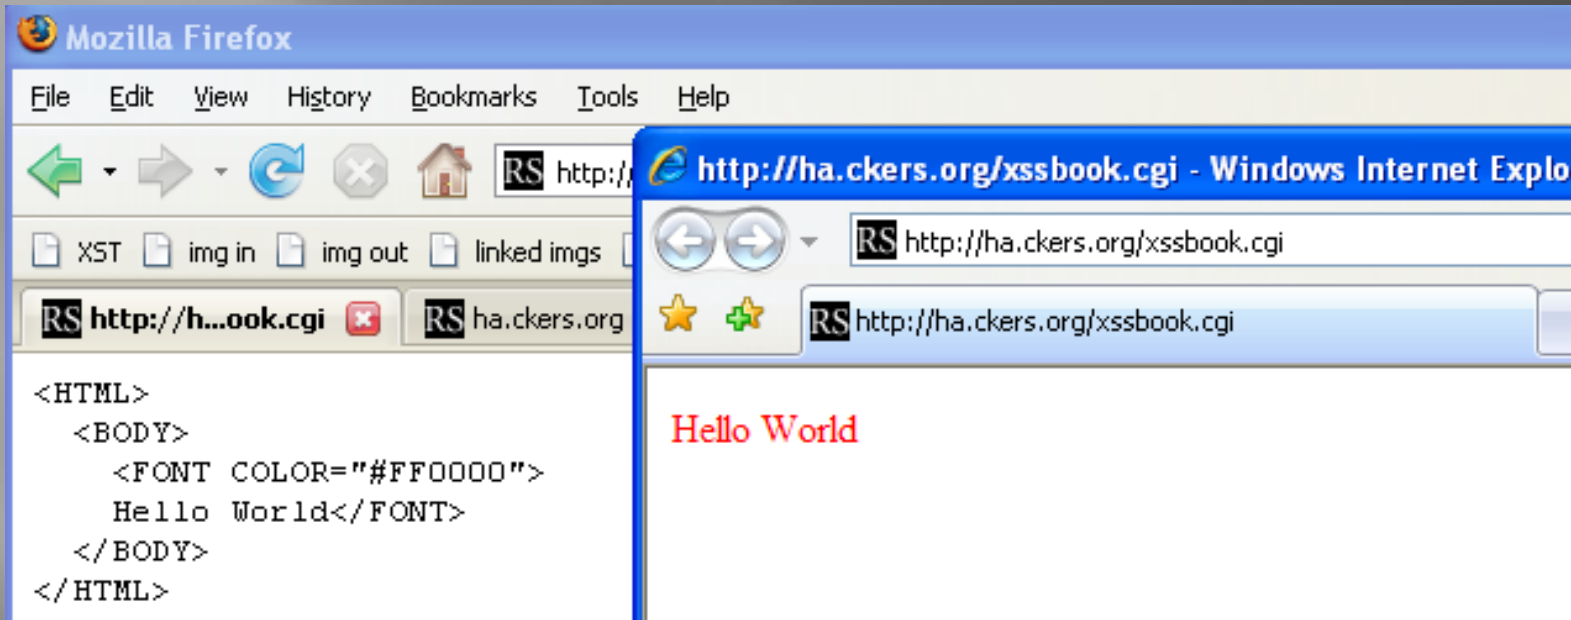 Mozilla Firefox
File Edit View History Bookmarks Tools Help
RS http:/
XST img in img out linked imgs
RS http://h...ook.cgi RS ha.ckers.org
<HTML>
<BODY>
<FONT COLOR="#FF0000">
Hello World</FONT>
</BODY>
</HTML>
http://ha.ckers.org/xssbook.cgi - Windows Internet Explo
RS http://ha.ckers.org/xssbook.cgi
RS http://ha.ckers.org/xssbook.cgi
Hello World